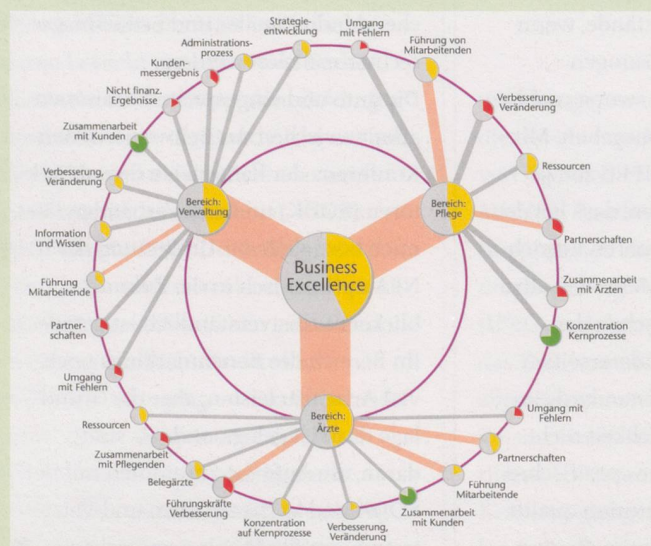 Strategie-
entwicklung
Umgang
mit Fehlern
Führung von
Mitarbeitenden
Administrations-
prozess
Kunden-
messergebnis
Nicht finanz.
Ergebnisse
Zusammenarbeit
mit Kunden
Verbesserung,
Veränderung
Information
und Wissen
Führung
Mitarbeitende
Partner-
schaften
Umgang
mit Fehlern
Bereich:
Verwaltung
Business
Excellence
Bereich:
Pflege
Verbesserung,
Veränderung
Ressourcen
Partnerschaften
Zusammenarbeit
mit Ärzten
Konzentration
Kernprozesse
Bereich:
Ärzte
Ressourcen
Zusammenarbeit
mit Pflegenden
Belegärzte
Führungskräfte
Verbesserung
Konzentration
auf Kernprozesse
Verbesserung,
Veränderung
Zusammenarbeit
mit Kunden
Führung
Mitarbeitende
Partnerschaften
Umgang mit
Fehlern